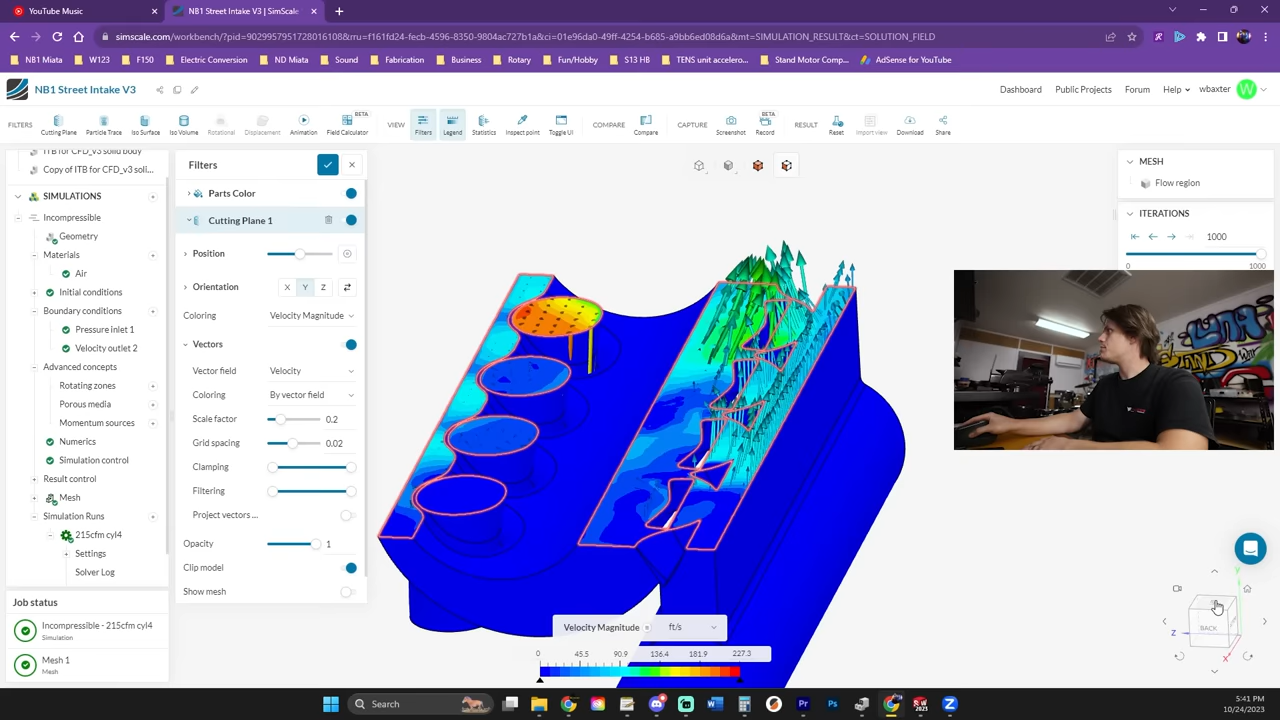 YouTube Music
NB1 Street Intake V3 | SimScale
simscale.com/workbench/?pid=9029957951728016108&rru=f161fd24-fecb-4596-8350-9804ac727b1a&ci=01e96da0-49ff-4254-b685-a9bb6ed08d6a&mt=SIMULATION_RESULT&ct=SOLUTION_FIELD
NB1 Miata
W123
F150
Electric Conversion
ND Miata
Sound
Fabrication
Business
Rotary
Fun/Hobby
S13 HB
TENS unit accelero...
Stand Motor Comp...
AdSense for YouTube
NB1 Street Intake V3
Dashboard
Public Projects
Forum
Help
wbaxter
W
FILTERS
Cutting Plane
Particle Trace
Iso Surface
Iso Volume
Rotational
Displacement
Animation
BETA
Field Calculator
VIEW
Filters
Legend
Statistics
Inspect point
Toggle UI
COMPARE
Compare
CAPTURE
Screenshot
BETA
Record
RESULT
Reset
Import view
Download
Share
ITB for CFD_v3 solid body
Copy of ITB for CFD_v3 soli...
SIMULATIONS
Incompressible
Geometry
Materials
Air
Initial conditions
Boundary conditions
Pressure inlet 1
Velocity outlet 2
Advanced concepts
Rotating zones
Porous media
Momentum sources
Numerics
Simulation control
Result control
Mesh
Simulation Runs
215cfm cyl4
Settings
Solver Log
Job status
Incompressible - 215cfm cyl4
Simulation
Mesh 1
Mesh
Filters
Parts Color
Cutting Plane 1
Position
Orientation
X
Y
Z
Coloring
Velocity Magnitude
Vectors
Vector field
Velocity
Coloring
By vector field
Scale factor
0.2
Grid spacing
0.02
Clamping
Filtering
Project vectors ...
Opacity
1
Clip model
Show mesh
MESH
Flow region
ITERATIONS
1000
0
1000
Velocity Magnitude
ft/s
0
45.5
90.9
136.4
181.9
227.3
Y
BACK
Z
X
Search
5:41 PM
10/24/2023